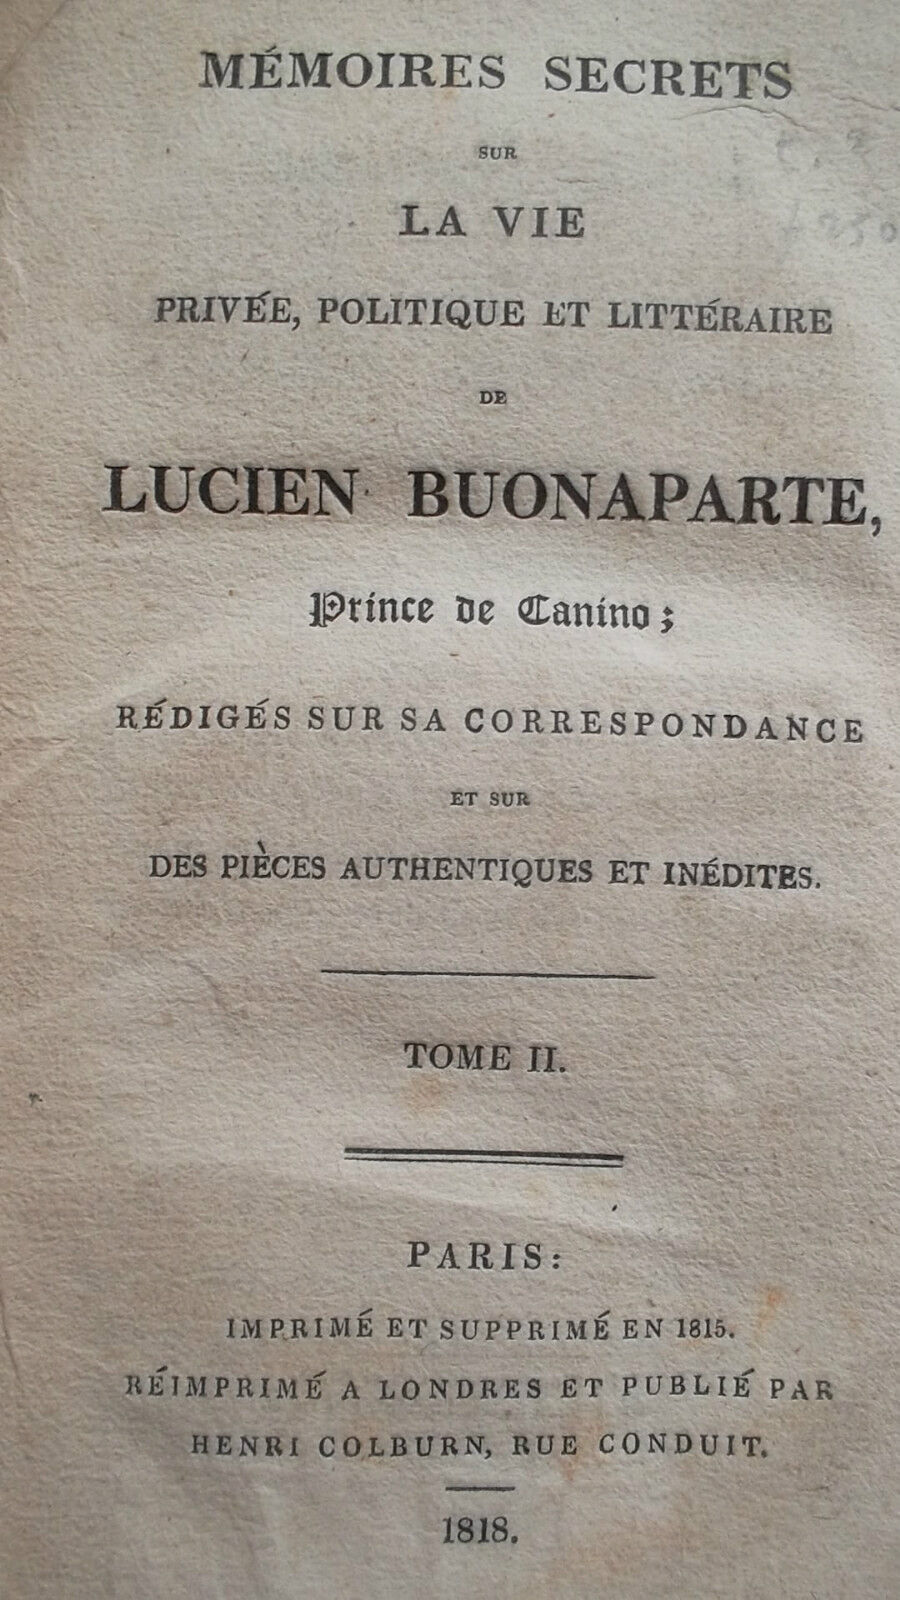 MÉMOIRES SECRETS
SUR
LA VIE
PRIVÉE, POLITIQUE ET LITTÉRAIRE
DE
LUCIEN BUONAPARTE,
Prince de Canino;
RÉDIGÉS SUR SA CORRESPONDANCE
ET SUR
DES PIÈCES AUTHENTIQUES ET INÉDITES.
TOME II.
PARIS:
IMPRIMÉ ET SUPPRIMÉ EN 1815.
RÉIMPRIMÉ A LONDRES ET PUBLIÉ PAR
HENRI COLBURN, RUE CONDUIT.
1818.